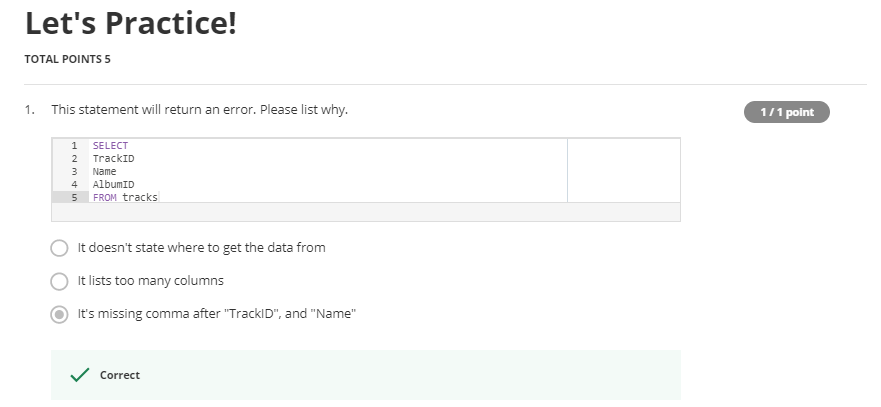 Let's Practice!
TOTAL POINTS 5
1. This statement will return an error. Please list why.
1 / 1 point
1 SELECT
2 TrackID
3 Name
4 AlbumID
5 FROM tracks
It doesn't state where to get the data from
It lists too many columns
It's missing comma after "TrackID", and "Name"
Correct